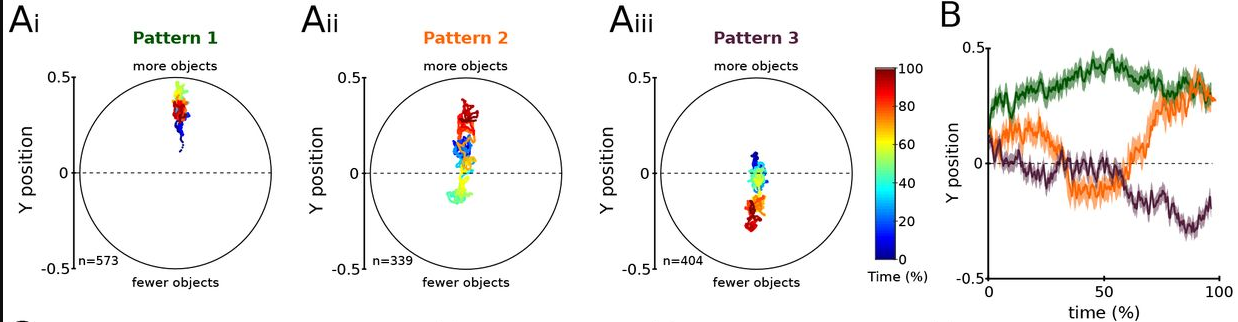 Ai
Pattern 1
more objects
0.5
0
-0.5
Y position
n=573
fewer objects
Aii
Pattern 2
more objects
0.5
0
-0.5
Y position
n=339
fewer objects
Aiii
Pattern 3
more objects
0.5
0
-0.5
Y position
n=404
fewer objects
100
80
60
40
20
0
Time (%)
B
0.5
0
-0.5
Y position
0 50 100
time (%)